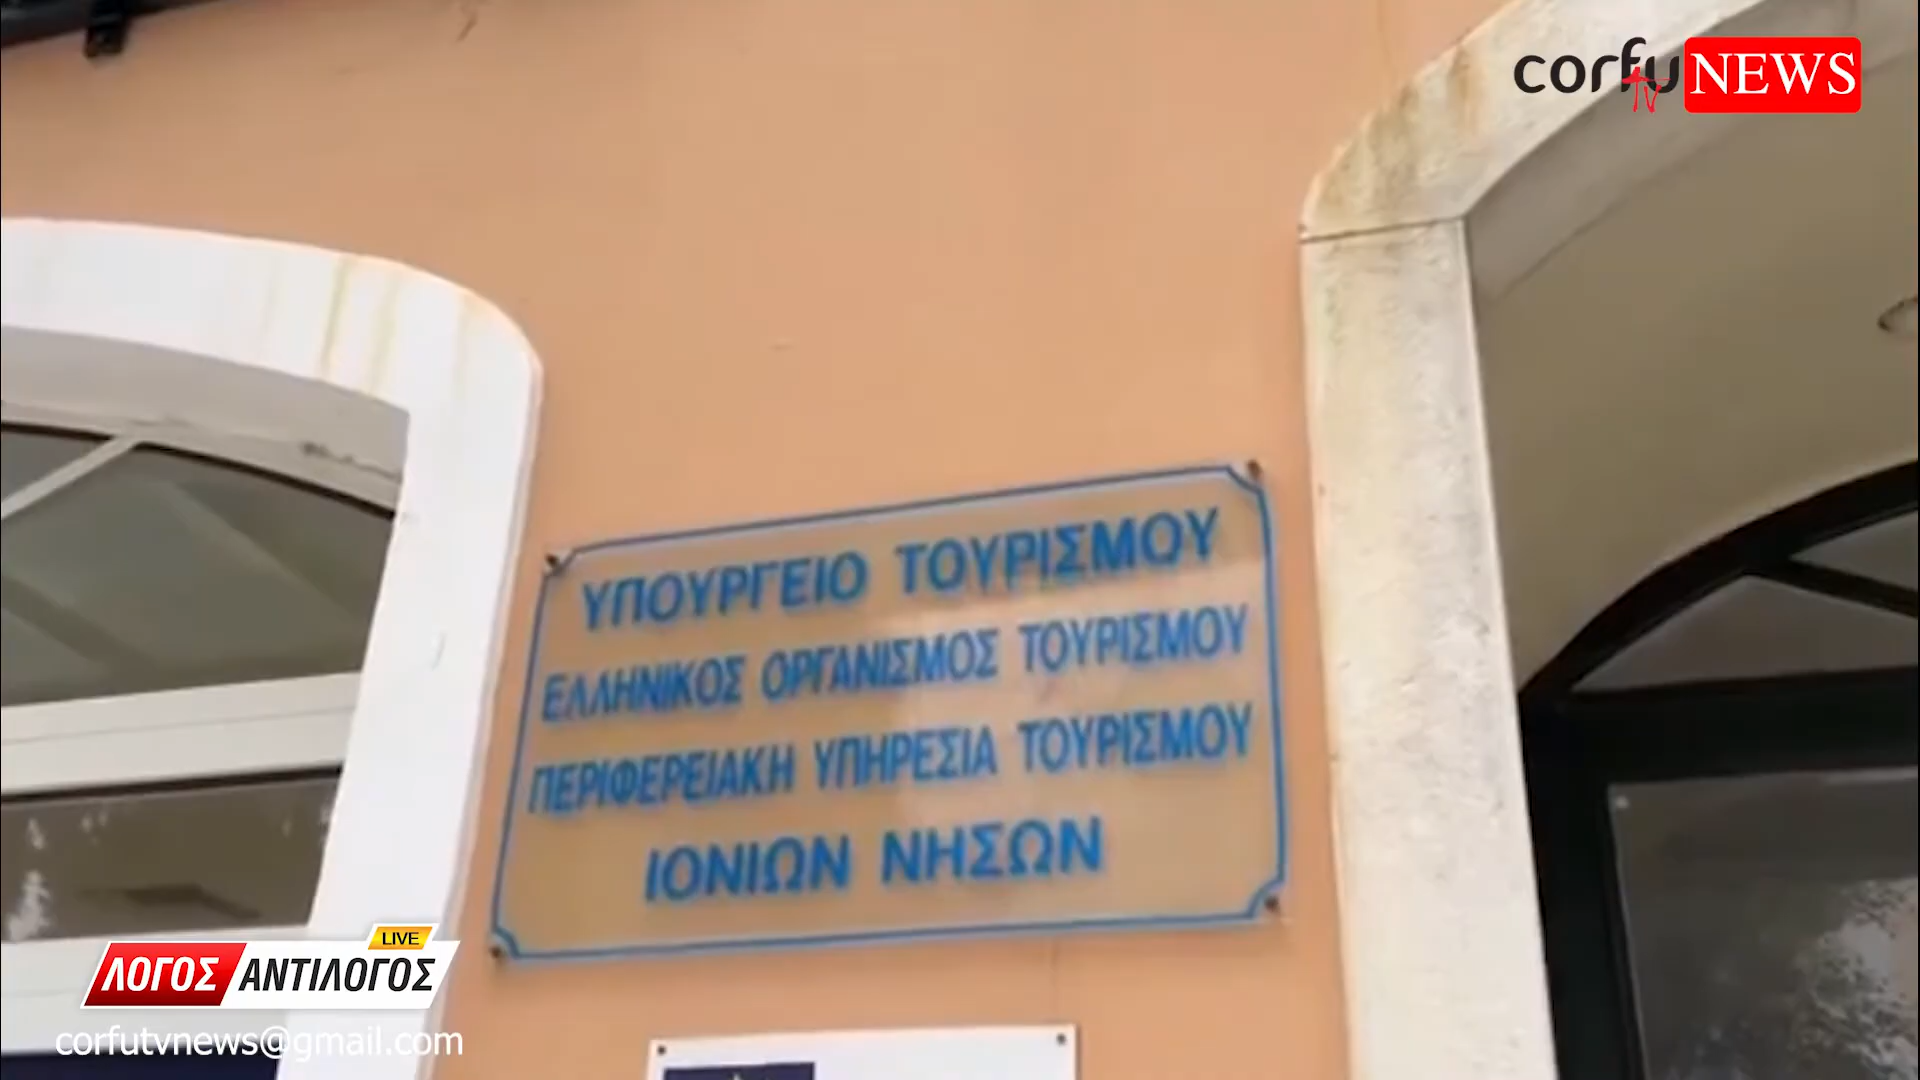 corfu tv NEWS
ΥΠΟΥΡΓΕΙΟ ΤΟΥΡΙΣΜΟΥ
ΕΛΛΗΝΙΚΟΣ ΟΡΓΑΝΙΣΜΟΣ ΤΟΥΡΙΣΜΟΥ
ΠΕΡΙΦΕΡΕΙΑΚΗ ΥΠΗΡΕΣΙΑ ΤΟΥΡΙΣΜΟΥ
ΙΟΝΙΩΝ ΝΗΣΩΝ
LIVE
ΛΟΓΟΣ ΑΝΤΙΛΟΓΟΣ
corfutvnews@gmail.com